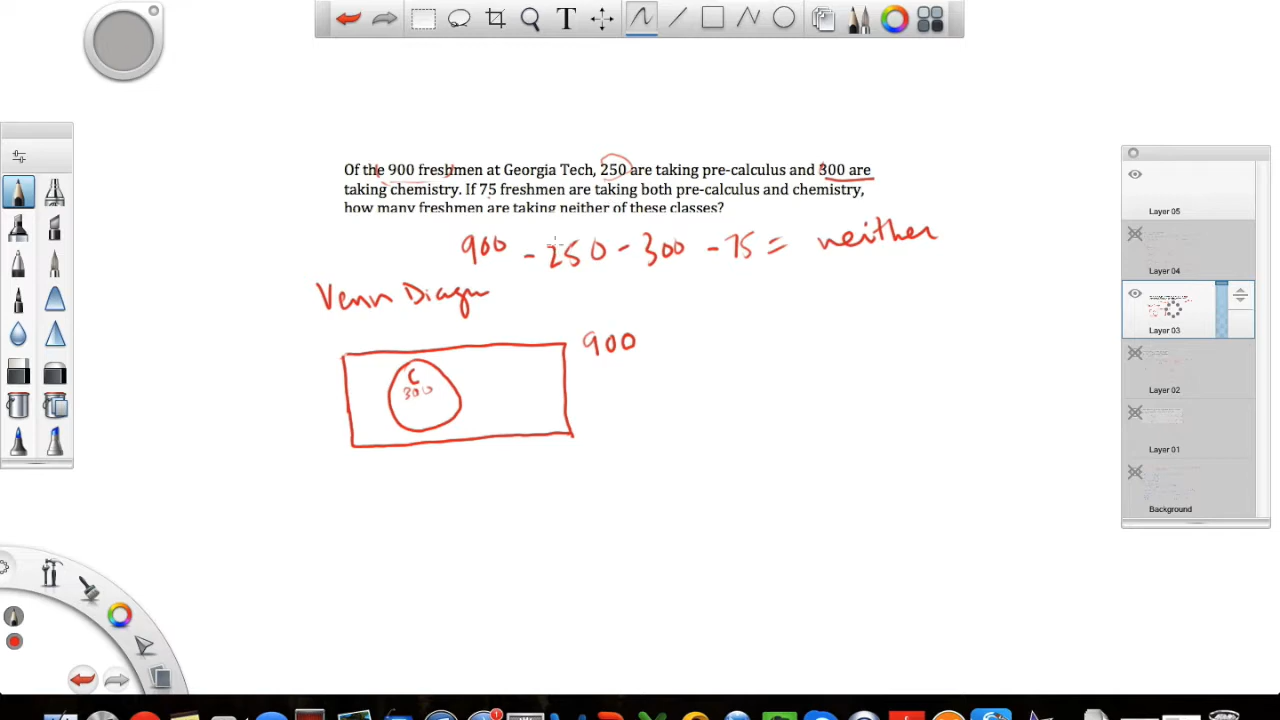 Of the 900 freshmen at Georgia Tech, 250 are taking pre-calculus and 300 are
taking chemistry. If 75 freshmen are taking both pre-calculus and chemistry,
how many freshmen are taking neither of these classes?
900 - 250 - 300 - 75 = neither
Venn Diagm
900
C
300
T
Layer 05
Layer 04
Layer 03
Layer 02
Layer 01
Background
1